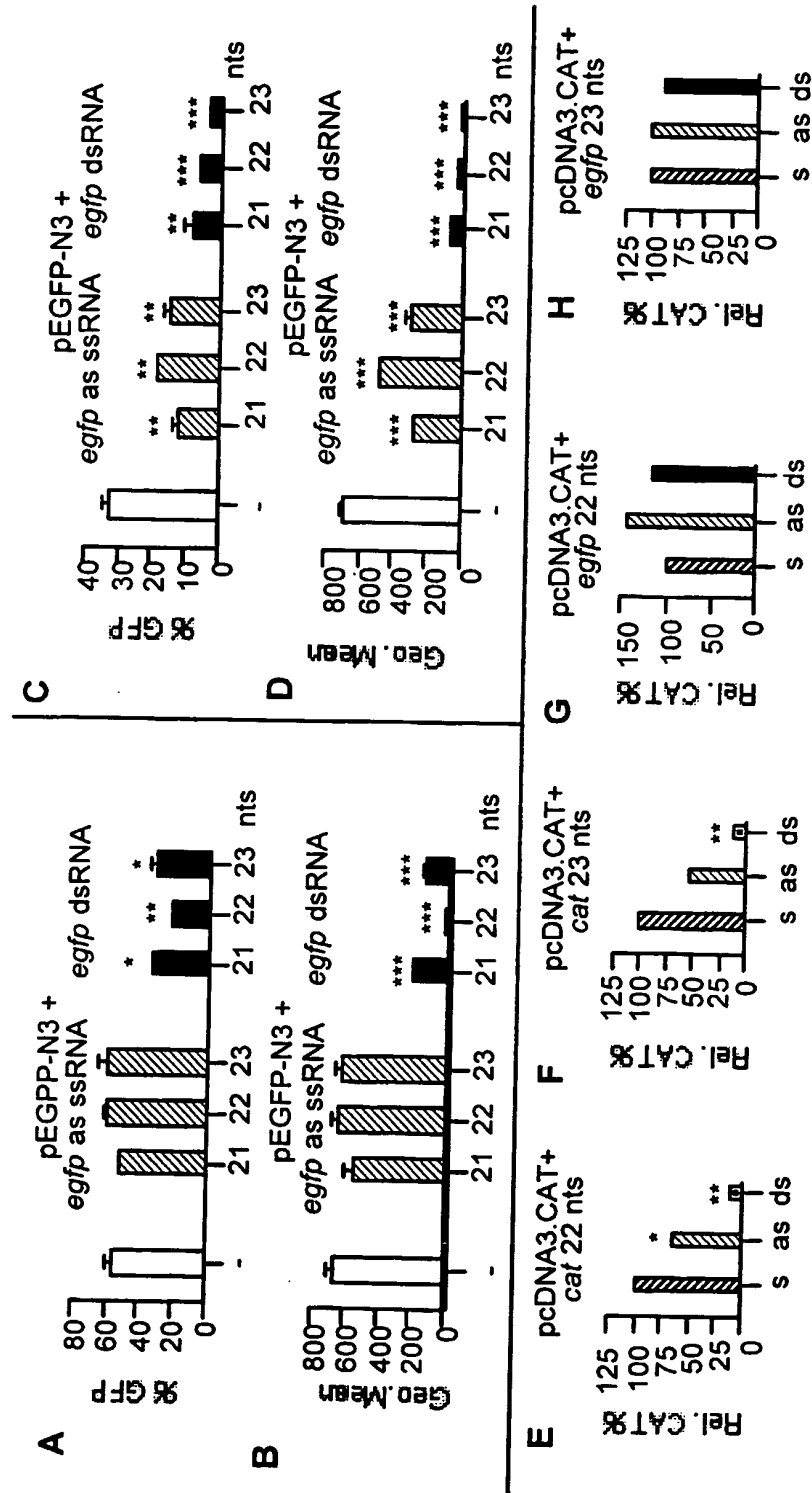 A
pEGPP-N3 +
egfp as ssRNA egfp dsRNA
% GFP
80
60
40
20
0
* ** *
- 21 22 23 21 22 23 nts
B
pEGFP-N3 +
egfp as ssRNA egfp dsRNA
Geo.Mean
800
600
400
200
0
*** *** ***
- 21 22 23 21 22 23 nts
C
pEGFP-N3 +
egfp as ssRNA egfp dsRNA
% GFP
40
30
20
10
0
** ** ** ** *** ***
- 21 22 23 21 22 23 nts
D
pEGFP-N3 +
egfp as ssRNA egfp dsRNA
Geo.Mean
800
600
400
200
0
*** *** *** *** *** ***
- 21 22 23 21 22 23 nts
E
pcDNA3.CAT+
cat 22 nts
Rel. CAT%
125
100
75
50
25
0
* **
s as ds
F
pcDNA3.CAT+
cat 23 nts
Rel. CAT%
125
100
75
50
25
0
**
s as ds
G
pcDNA3.CAT+
egfp 22 nts
Rel. CAT%
150
100
50
0
s as ds
H
pcDNA3.CAT+
egfp 23 nts
Rel. CAT%
125
100
75
50
25
0
s as ds